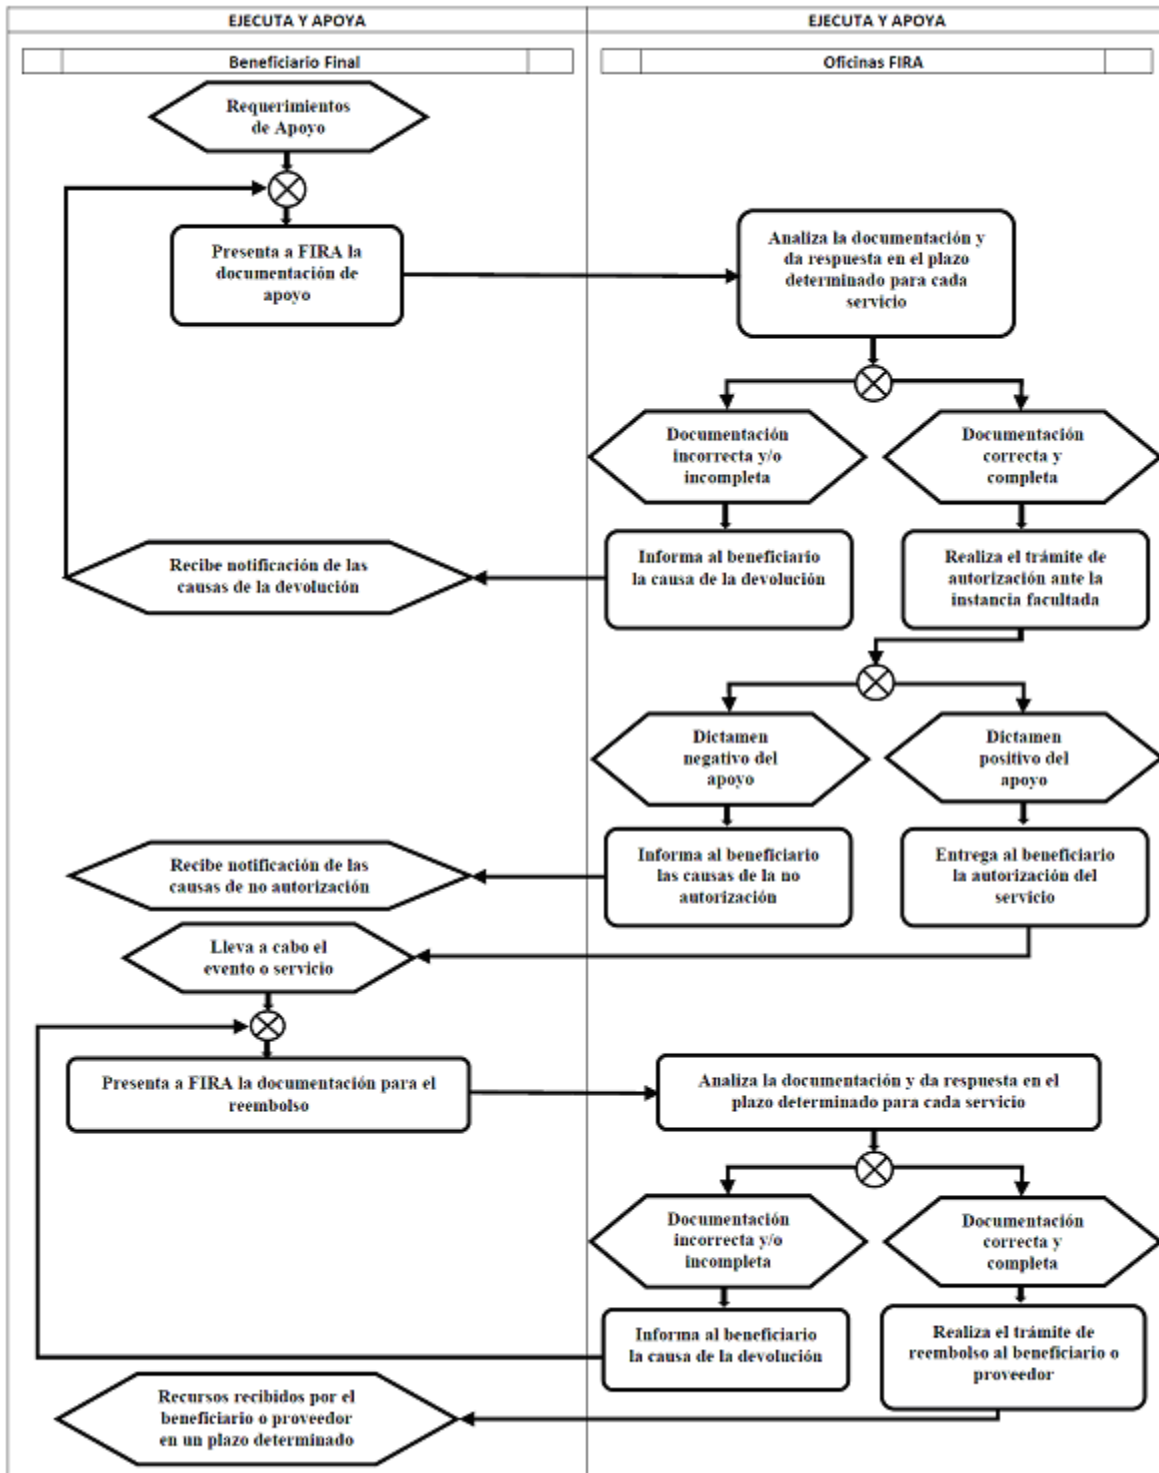 EJECUTA Y APOYA
EJECUTA Y APOYA
Beneficiario Final
Oficinas FIRA
Requerimientos
de Apoyo
Presenta a FIRA la
documentación de
apoyo
Analiza la documentación y
da respuesta en el plazo
determinado para cada
servicio
Documentación
incorrecta y/o
incompleta
Documentación
correcta y
completa
Informa al beneficiario
la causa de la devolución
Realiza el trámite de
autorización ante la
instancia facultada
Recibe notificación de las
causas de la devolución
Dictamen
negativo del
apoyo
Dictamen
positivo del
apoyo
Informa al beneficiario
las causas de la no
autorización
Entrega al beneficiario
la autorización del
servicio
Recibe notificación de las
causas de no autorización
Lleva a cabo el
evento o servicio
Presenta a FIRA la documentación para el
reembolso
Analiza la documentación y da respuesta en el
plazo determinado para cada servicio
Documentación
incorrecta y/o
incompleta
Documentación
correcta y
completa
Informa al beneficiario
la causa de la devolución
Realiza el trámite de
reembolso al beneficiario o
proveedor
Recursos recibidos por el
beneficiario o proveedor
en un plazo determinado